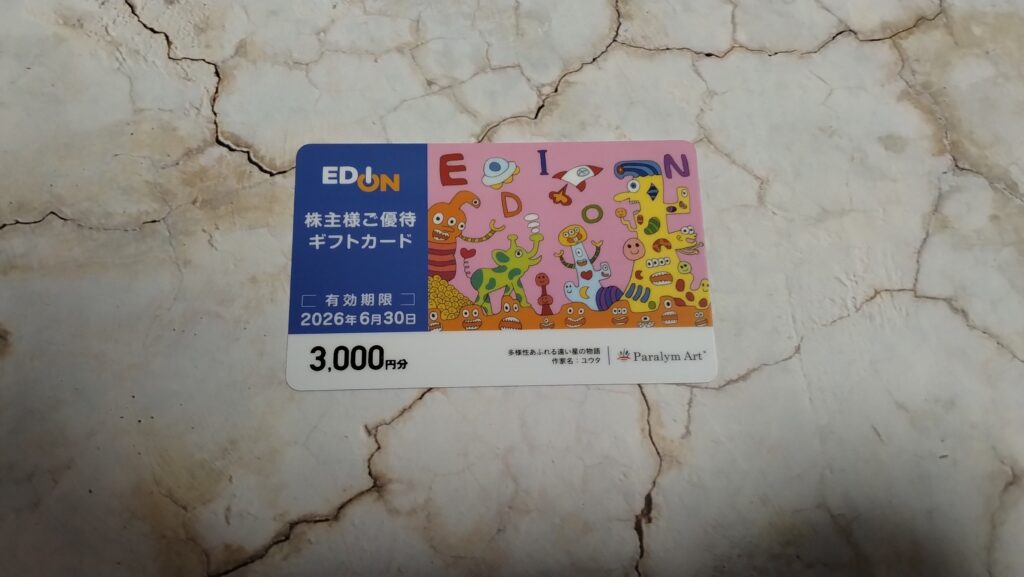 EDION
株主様ご優待
ギフトカード
有効期限
2026年6月30日
3,000円分
E D I O N
多様性あふれる遠い星の物語
作家名：ユウタ
Paralym Art